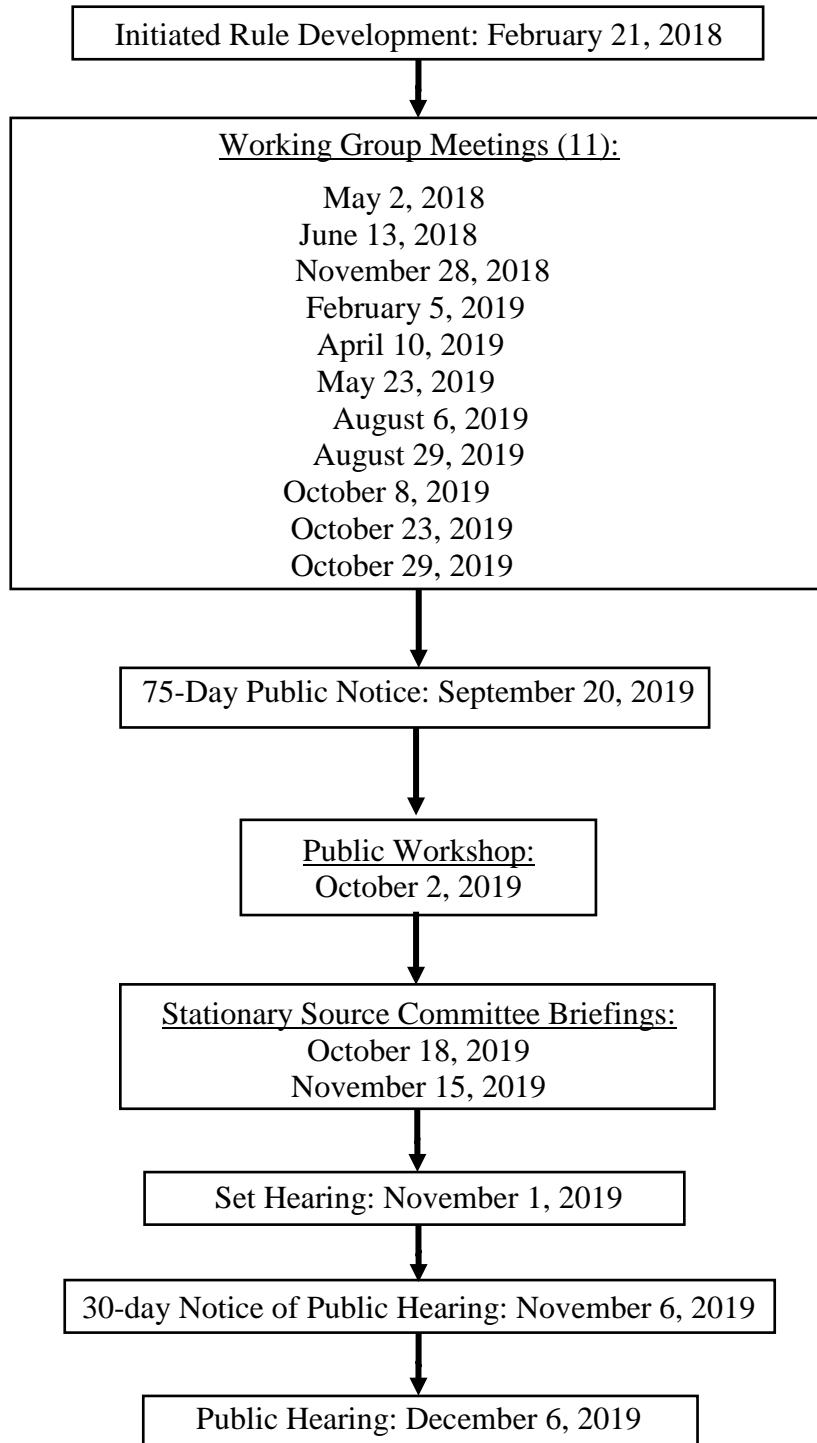 Initiated Rule Development: February 21, 2018
Working Group Meetings (11):
May 2, 2018
June 13, 2018
November 28, 2018
February 5, 2019
April 10, 2019
May 23, 2019
August 6, 2019
August 29, 2019
October 8, 2019
October 23, 2019
October 29, 2019
75-Day Public Notice: September 20, 2019
Public Workshop:
October 2, 2019
Stationary Source Committee Briefings:
October 18, 2019
November 15, 2019
Set Hearing: November 1, 2019
30-day Notice of Public Hearing: November 6, 2019
Public Hearing: December 6, 2019